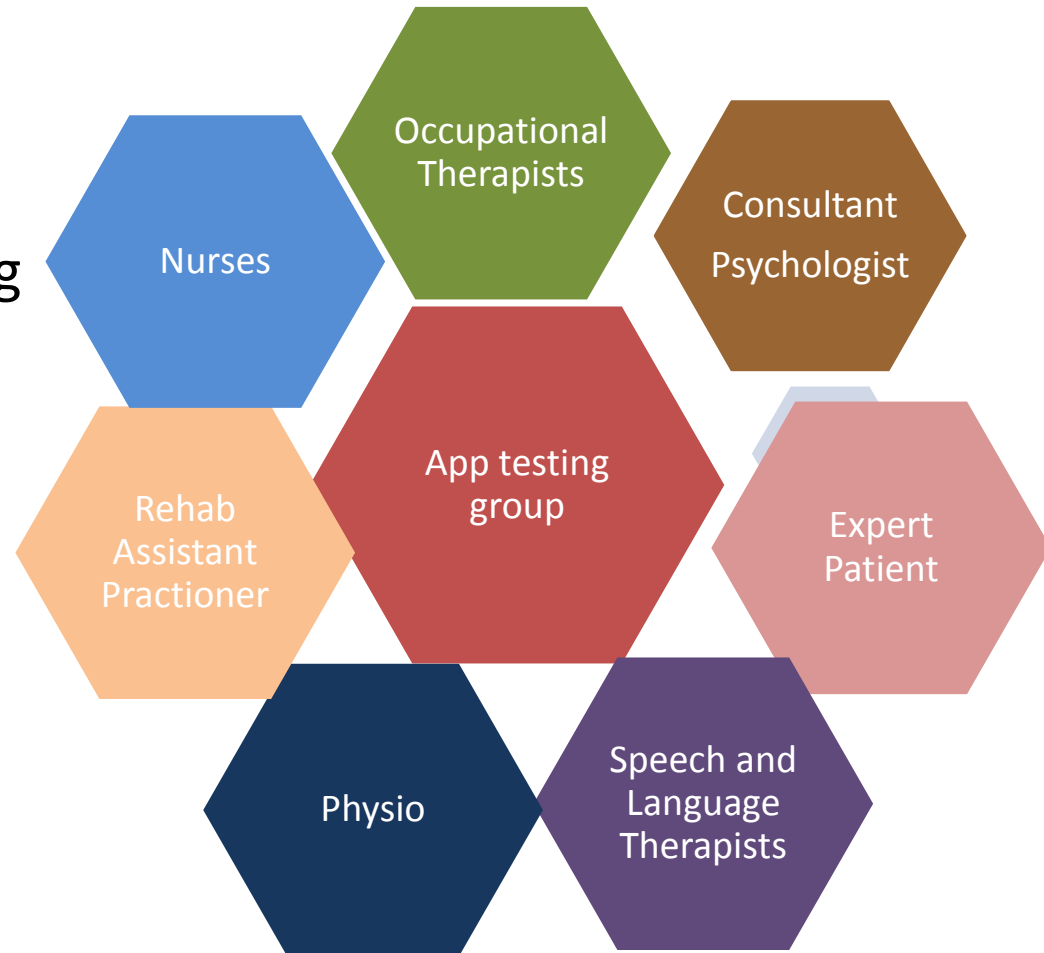 Occupational
Therapists
Consultant
Psychologist
Nurses
g
App testing
group
Rehab
Assistant
Practioner
Expert
Patient
Speech and
Language
Therapists
Physio